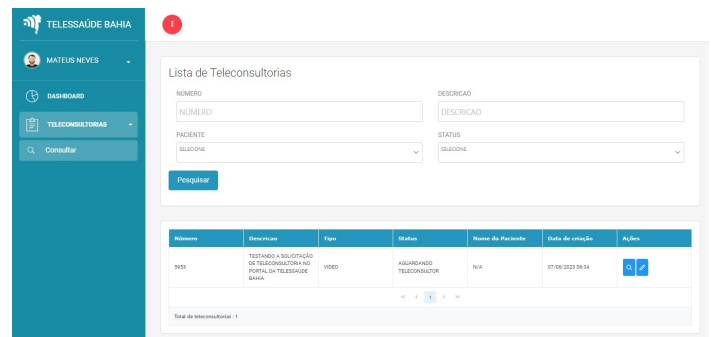 TELESSAÚDE BAHIA
MATEUS NEVES
DASHBOARD
TELECONSULTORIAS
Consultar
Lista de Teleconsultorias
NÚMERO
DESCRICAO
NÚMERO
DESCRICAO
PACIENTE
STATUS
SELECIONE
SELECIONE
Pesquisar
Número Descricao Tipo Status Nome do Paciente Data de criação Ações
TESTANDO A SOLICITAÇÃO
DE TELECONSULTORIA NO
PORTAL DA TELESSAÚDE
BAHIA
5953
VIDEO
AGUARDANDO
TELECONSULTOR
N/A
07/06/2023 06:34
1
Total de teleconsultorias : 1